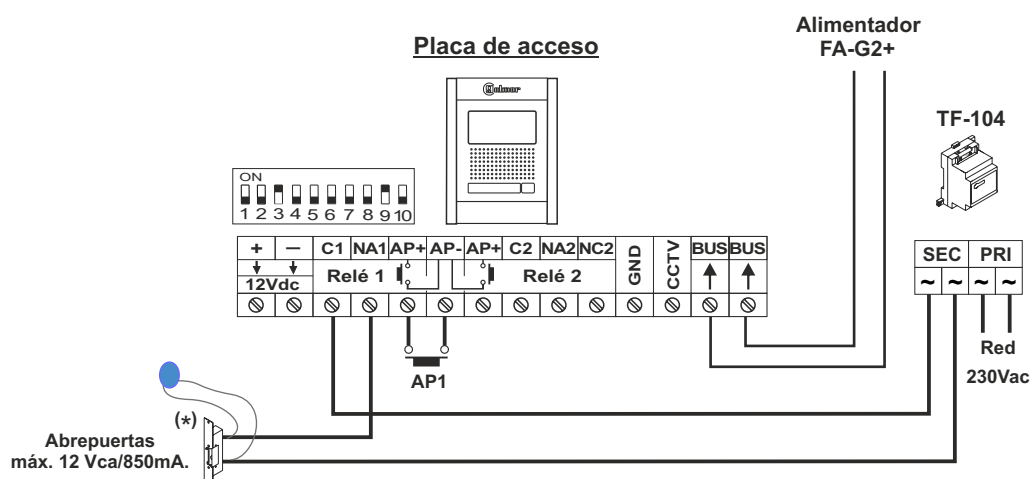 Alimentador
FA-G2+
Placa de acceso
Golmar
TF-104
ON
1 2 3 4 5 6 7 8 9 10
+ − C1 NA1 AP+ AP- AP+ C2 NA2 NC2 GND CCTV BUS BUS
12Vdc Relé 1 Relé 2
SEC PRI
~ ~ ~ ~
Red
230Vac
AP1
(*)
Abrepuertas
máx. 12 Vca/850mA.